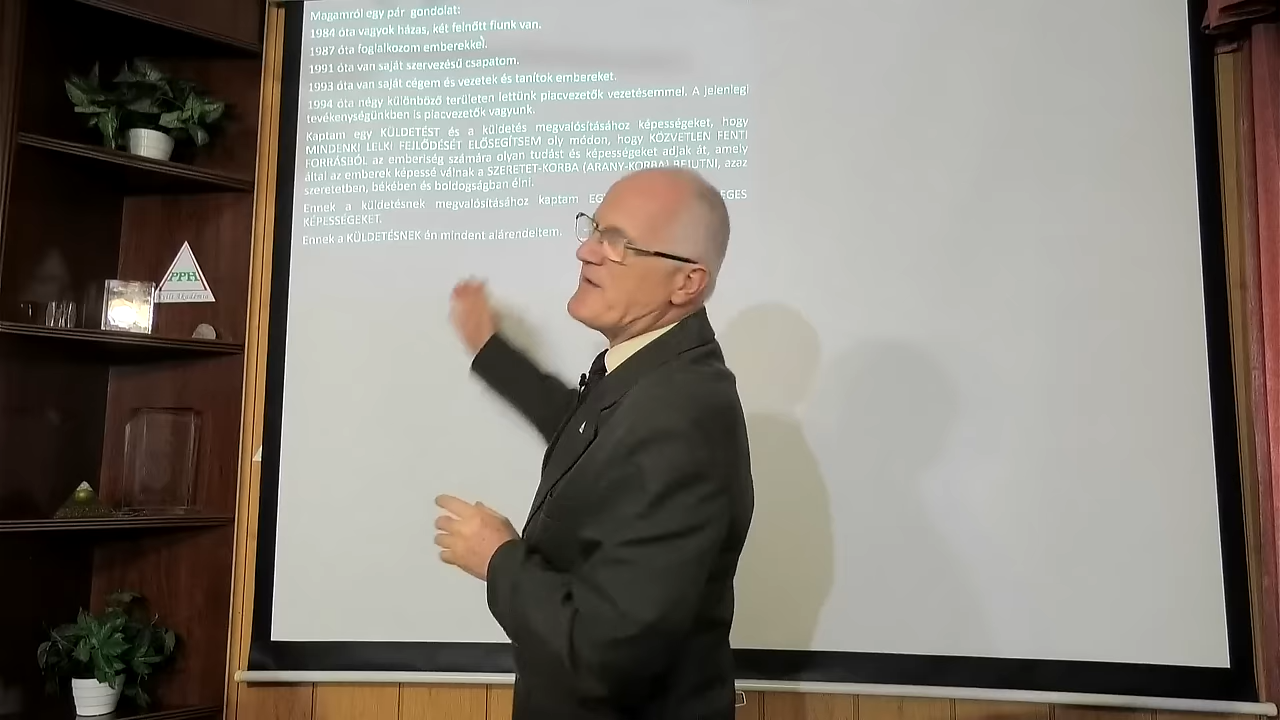 Magamról egy pár gondolat:
1984 óta vagyok házas, két felnőtt fiunk van.
1987 óta foglalkozom emberekkel.
1991 óta van saját szervezésű csapatom.
1993 óta van saját cégem és vezetek és tanítok embereket.
1994 óta négy különböző területen lettünk piacvezetők vezetésemmel. A jelenlegi
tevékenységünkben is piacvezetők vagyunk.
Kaptam egy KÜLDETÉST és a küldetés megvalósításához képességeket, hogy
MINDENKI LELKI FEJLŐDÉSÉT ELŐSEGÍTSEM oly módon, hogy KÖZVETLEN FENTI
FORRÁSBÓL az emberiség számára olyan tudást és képességeket adjak át, amely
által az emberek képessé válnak a SZERETET-KORBA (ARANY-KORBA) BEJUTNI, azaz
szeretetben, békében és boldogságban élni.
Ennek a küldetésnek megvalósításához kaptam
KÉPESSÉGEKET.
Ennek a KÜLDETÉSNEK én mindent alárendeltem.
PPH
Nyílt Akadémia